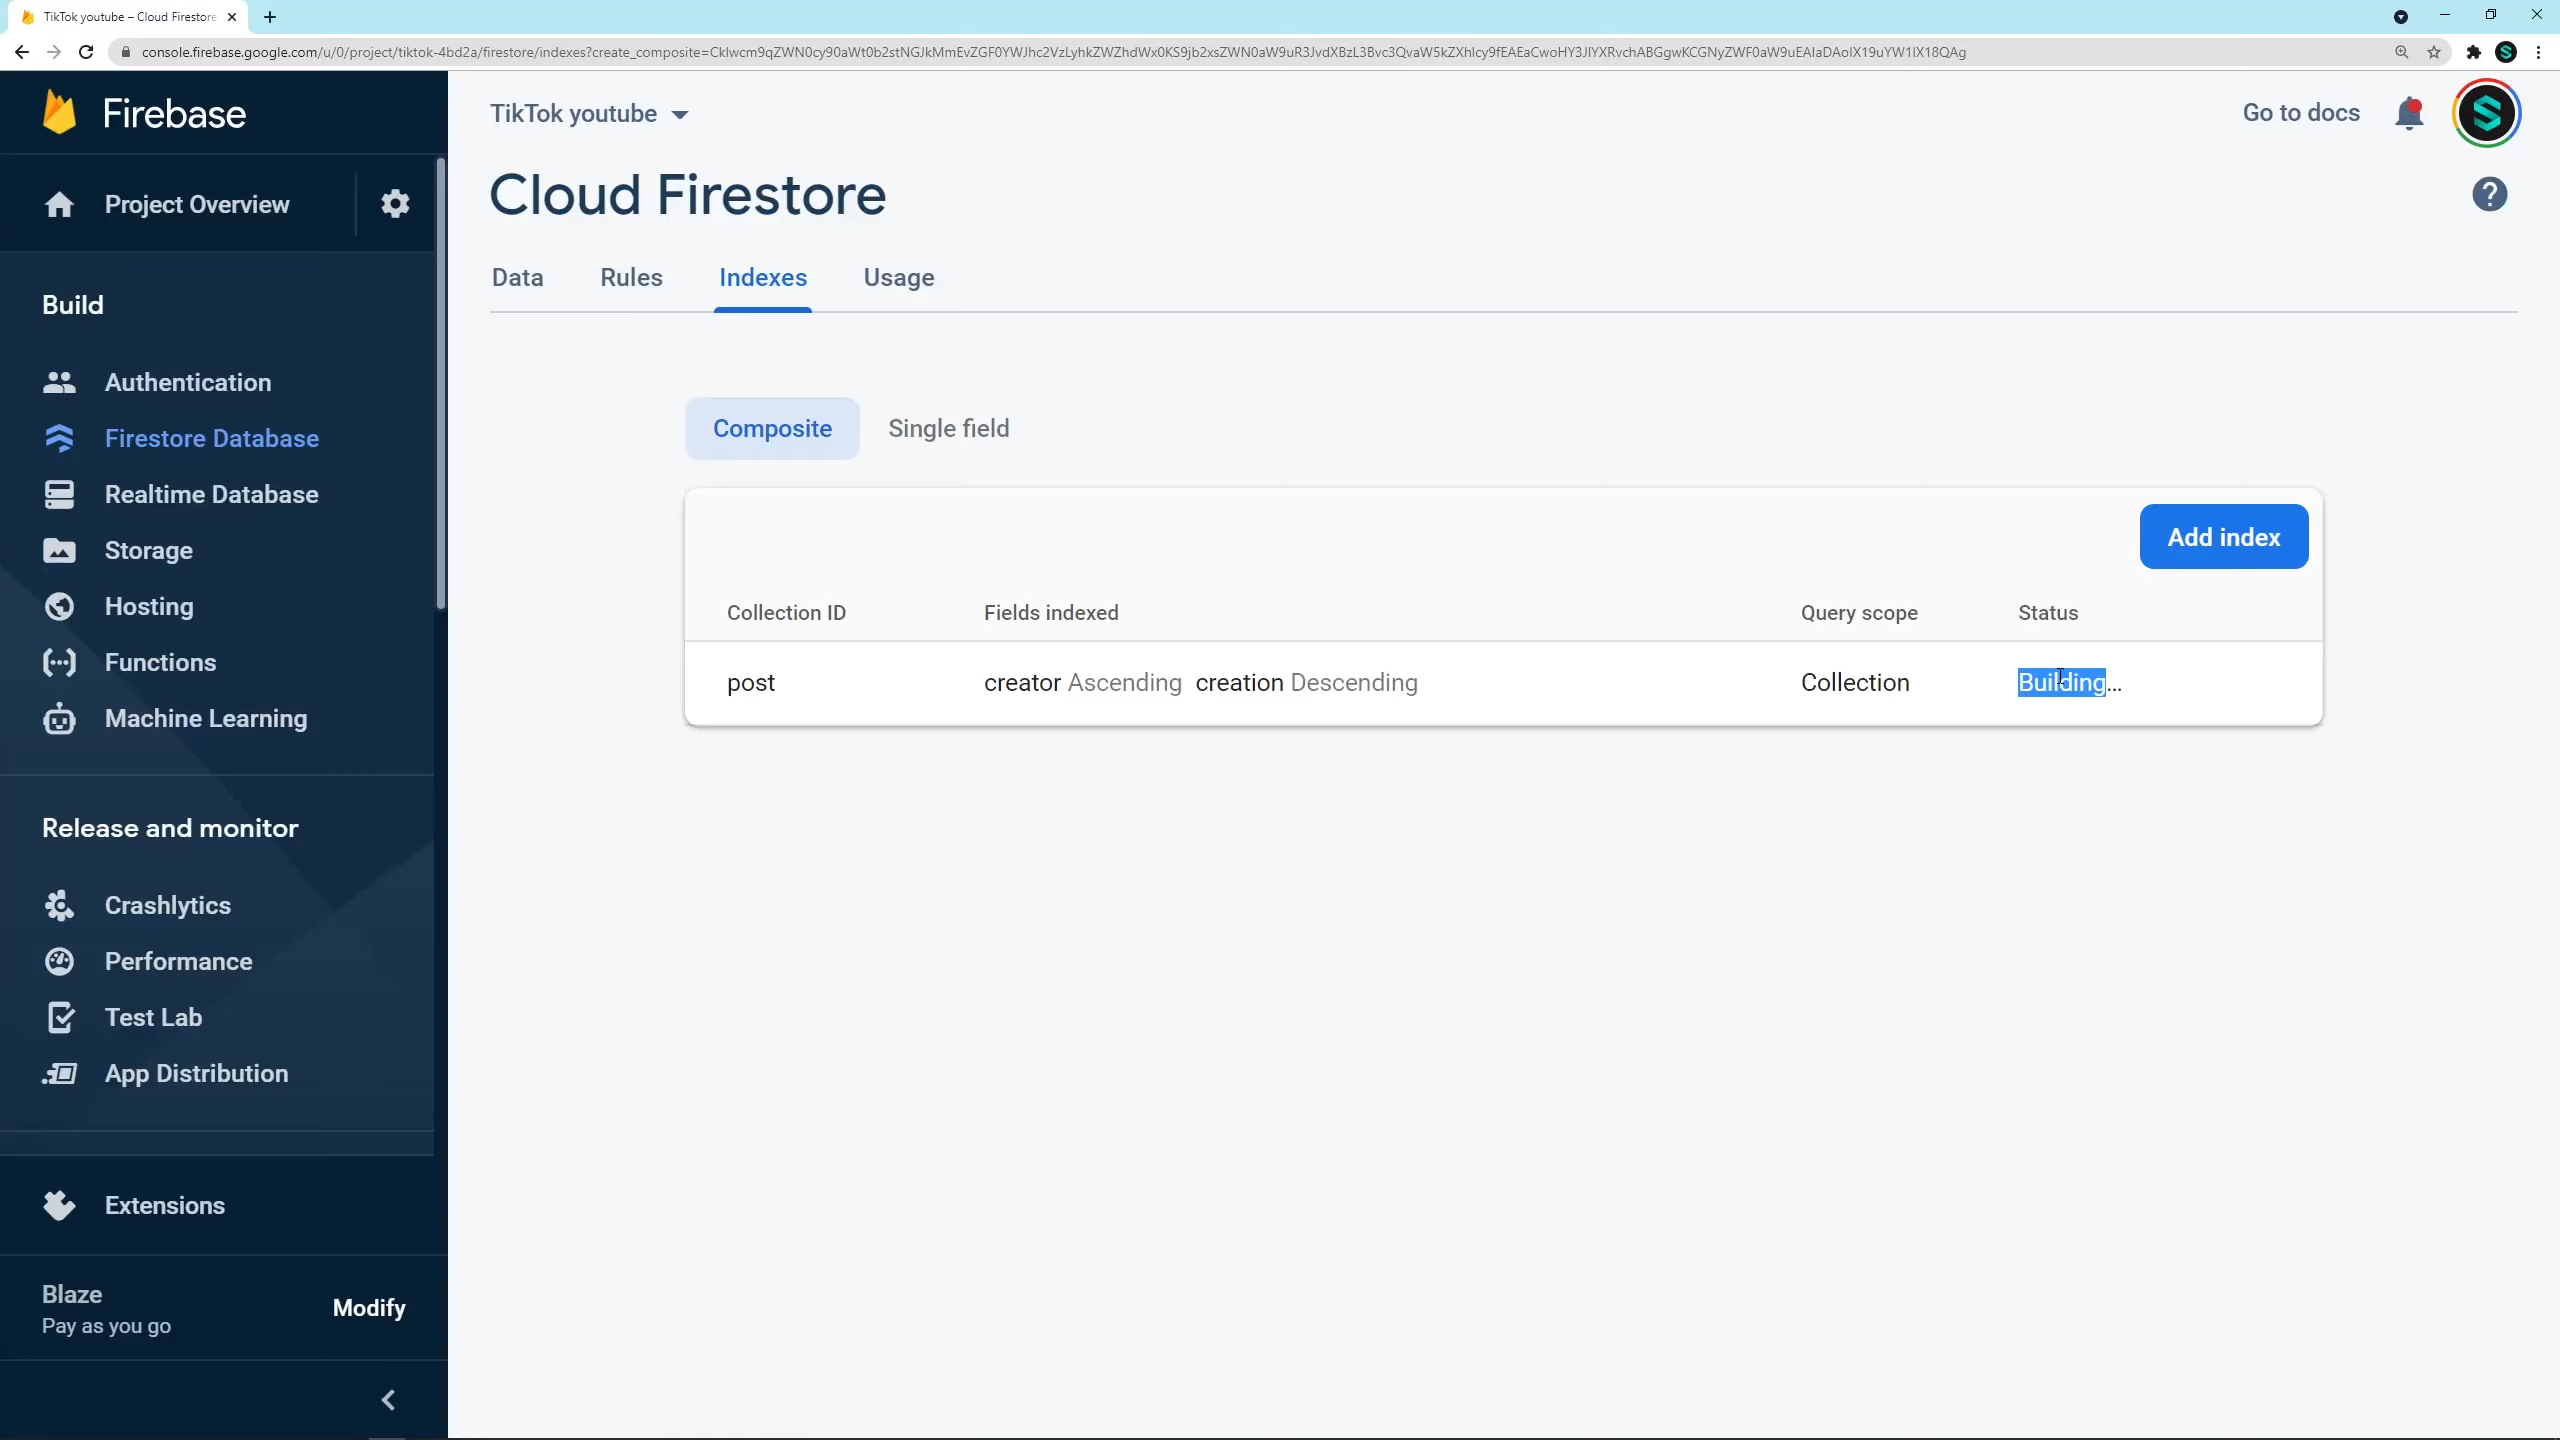 TikTok youtube – Cloud Firestore
console.firebase.google.com/u/0/project/tiktok-4bd2a/firestore/indexes?create_composite=
Firebase
TikTok youtube
Go to docs
Project Overview
Cloud Firestore
Data Rules Indexes Usage
Build
Authentication
Firestore Database
Realtime Database
Storage
Hosting
Functions
Machine Learning
Composite Single field
Add index
Collection ID Fields indexed Query scope Status
post creator Ascending creation Descending Collection Building...
Release and monitor
Crashlytics
Performance
Test Lab
App Distribution
Extensions
Blaze
Pay as you go
Modify